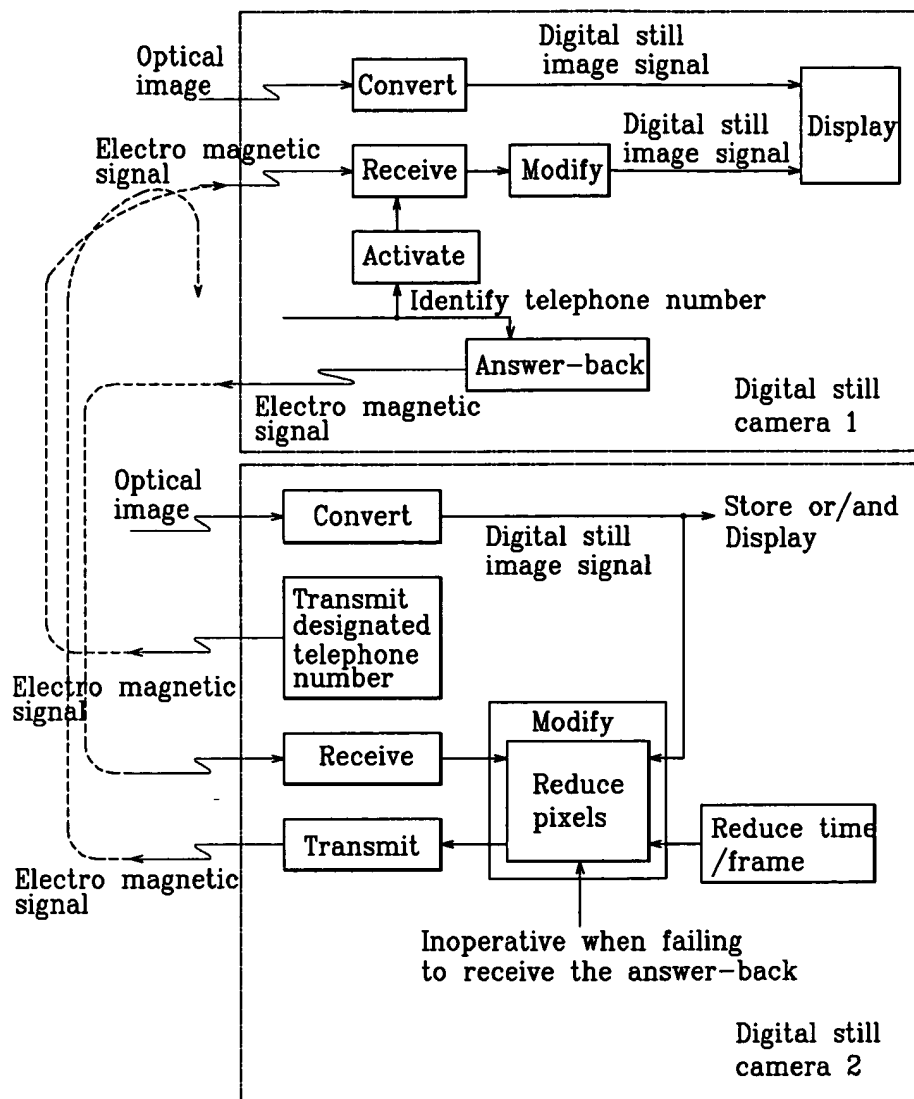 Optical
image
Convert
Digital still
image signal
Display
Electro magnetic
signal
Receive
Modify
Digital still
image signal
Activate
Identify telephone number
Answer-back
Electro magnetic
signal
Digital still
camera 1
Optical
image
Convert
Digital still
image signal
Store or/and
Display
Transmit
designated
telephone
number
Electro magnetic
signal
Modify
Receive
Reduce
pixels
Transmit
Reduce time
/frame
Electro magnetic
signal
Inoperative when failing
to receive the answer-back
Digital still
camera 2